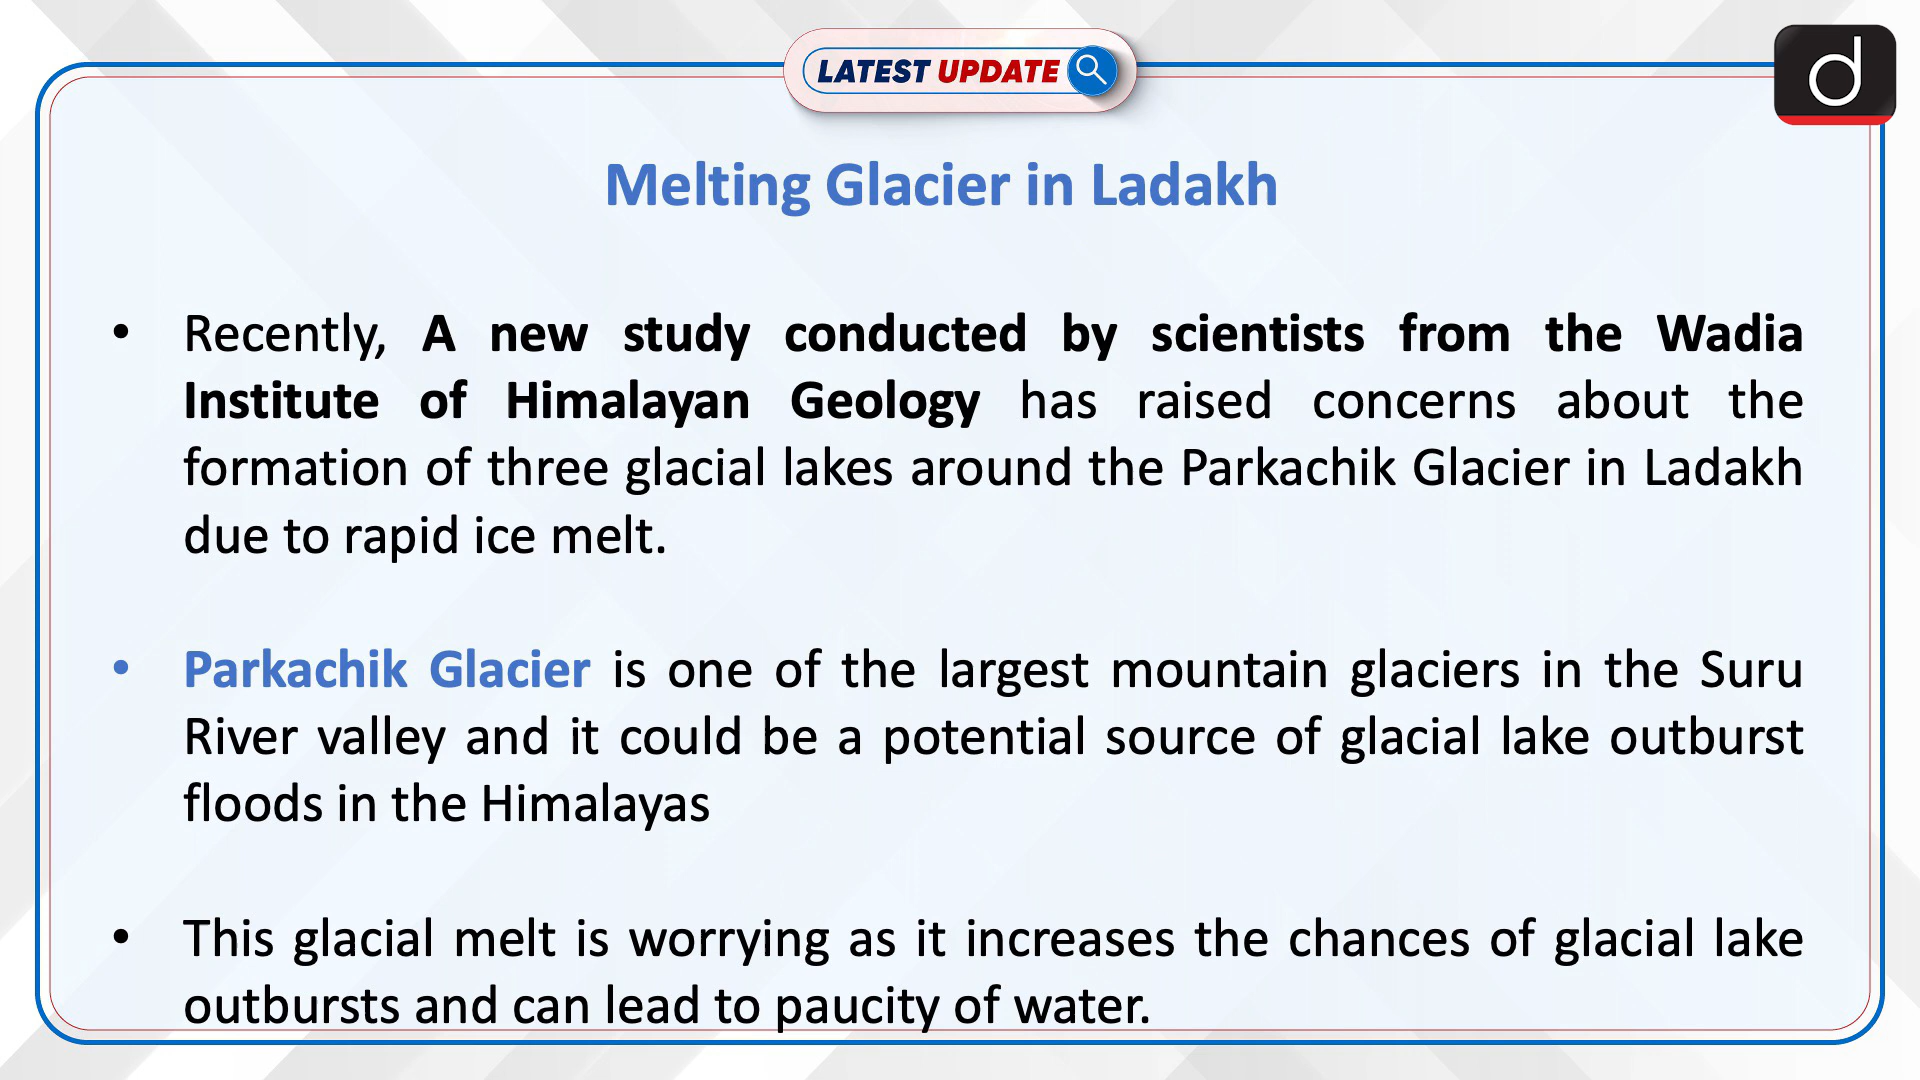 LATEST UPDATE
d
Melting Glacier in Ladakh
• Recently, A new study conducted by scientists from the Wadia
Institute of Himalayan Geology has raised concerns about the
formation of three glacial lakes around the Parkachik Glacier in Ladakh
due to rapid ice melt.
• Parkachik Glacier is one of the largest mountain glaciers in the Suru
River valley and it could be a potential source of glacial lake outburst
floods in the Himalayas
• This glacial melt is worrying as it increases the chances of glacial lake
outbursts and can lead to paucity of water.